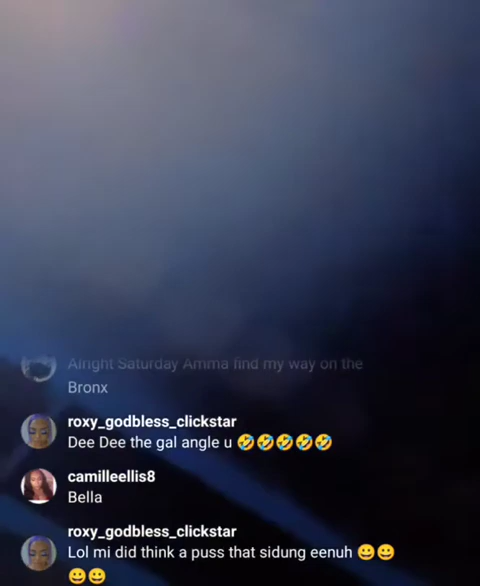 Alright Saturday Amma find my way on the
Bronx
roxy_godbless_clickstar
Dee Dee the gal angle u 🤣🤣🤣🤣🤣
camilleellis8
Bella
roxy_godbless_clickstar
Lol mi did think a puss that sidung eenuh 😀😀
😀😀